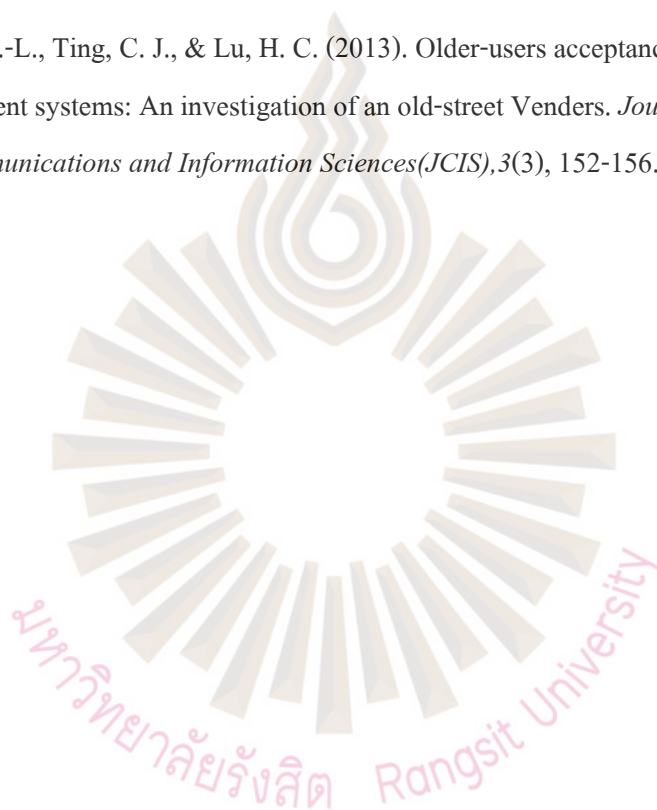 .-L., Ting, C. J., & Lu, H. C. (2013). Older-users acceptanc
ent systems: An investigation of an old-street Venders. Jou
munications and Information Sciences(JCIS),3(3), 152-156.
มหาวิทยาลัยรังสิต Rangsit University